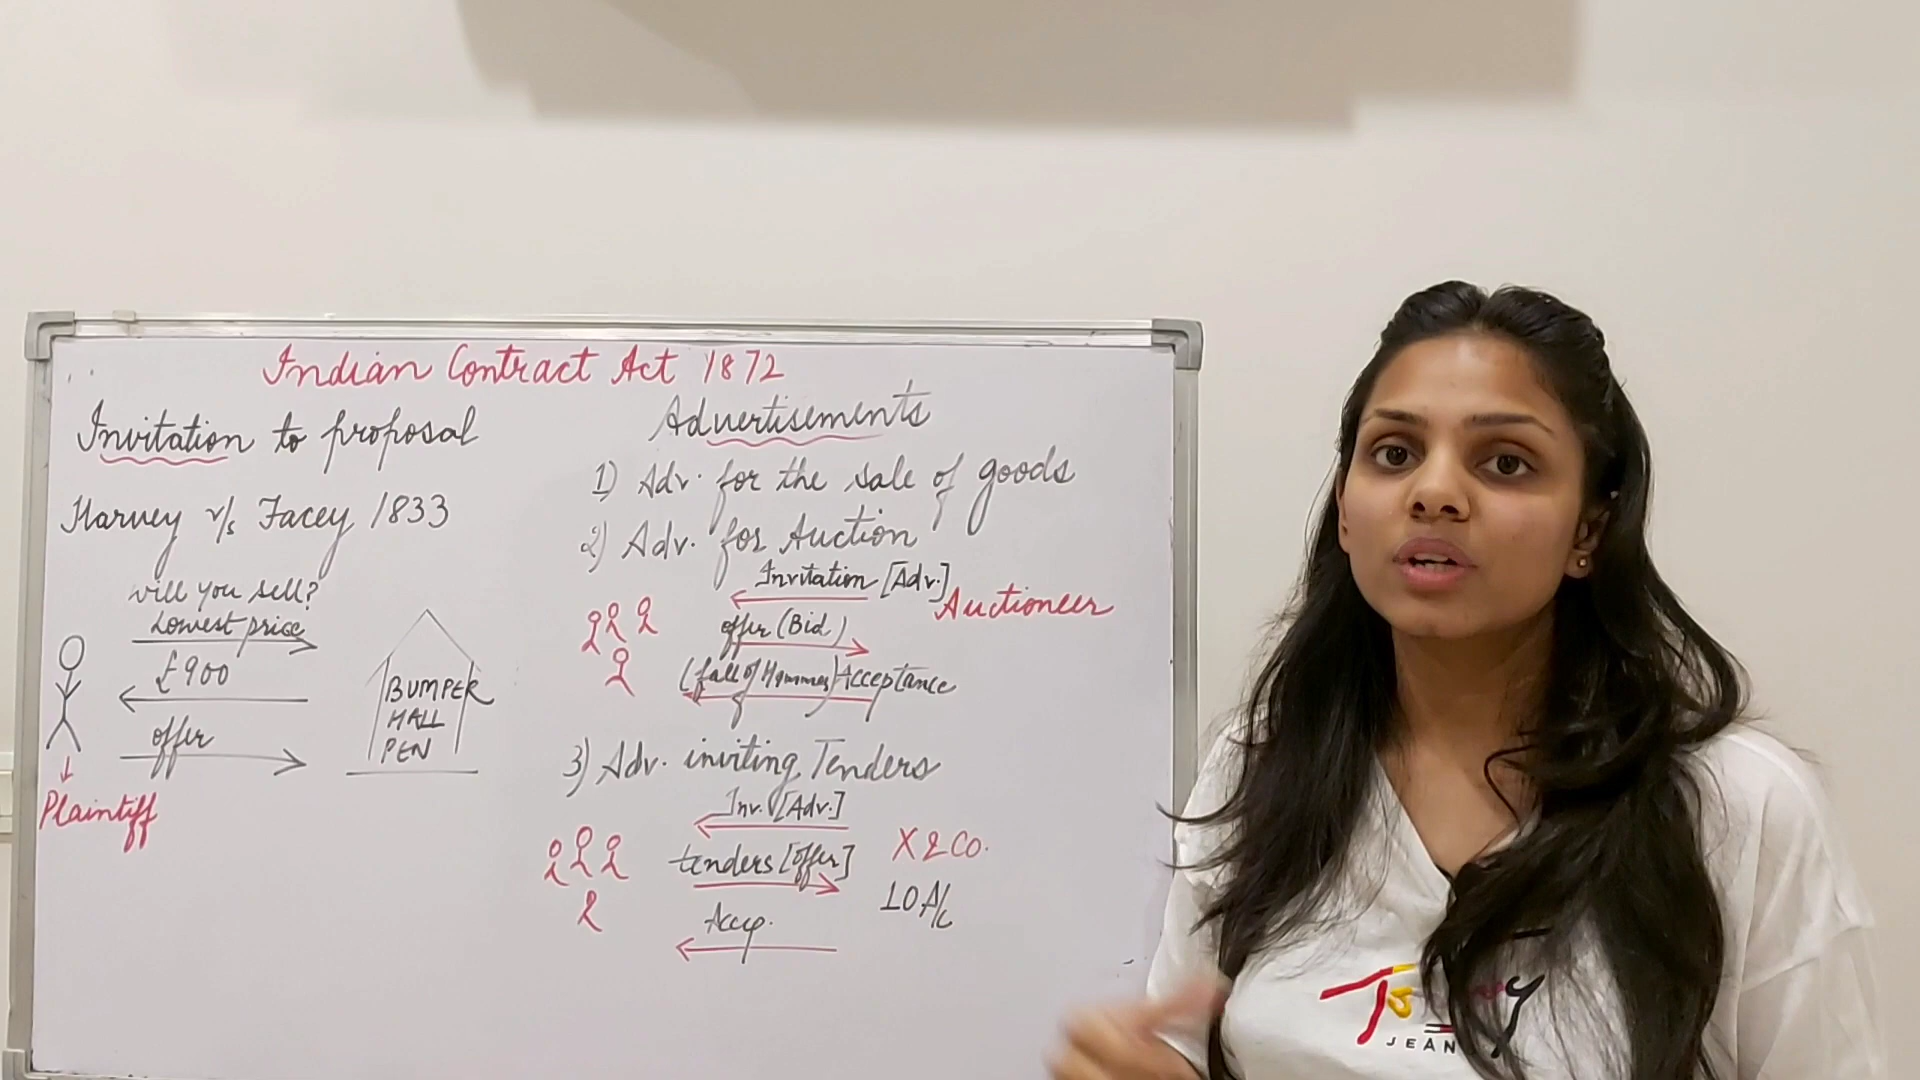 Indian Contract Act 1872
Invitation to proposal
Harvey v/s Facey 1833
Will you sell?
Lowest price
£900
offer
Plaintiff
BUMPER
HALL
PEN
Advertisements
1) Adv. for the sale of goods
2) Adv. for Auction
Invitation [Adv.]
Auctioneer
offer (Bid)
(fall of Hammer) Acceptance
3) Adv. inviting Tenders
Inv. [Adv.]
tenders [offer]
X & Co.
Accp.
JEAN